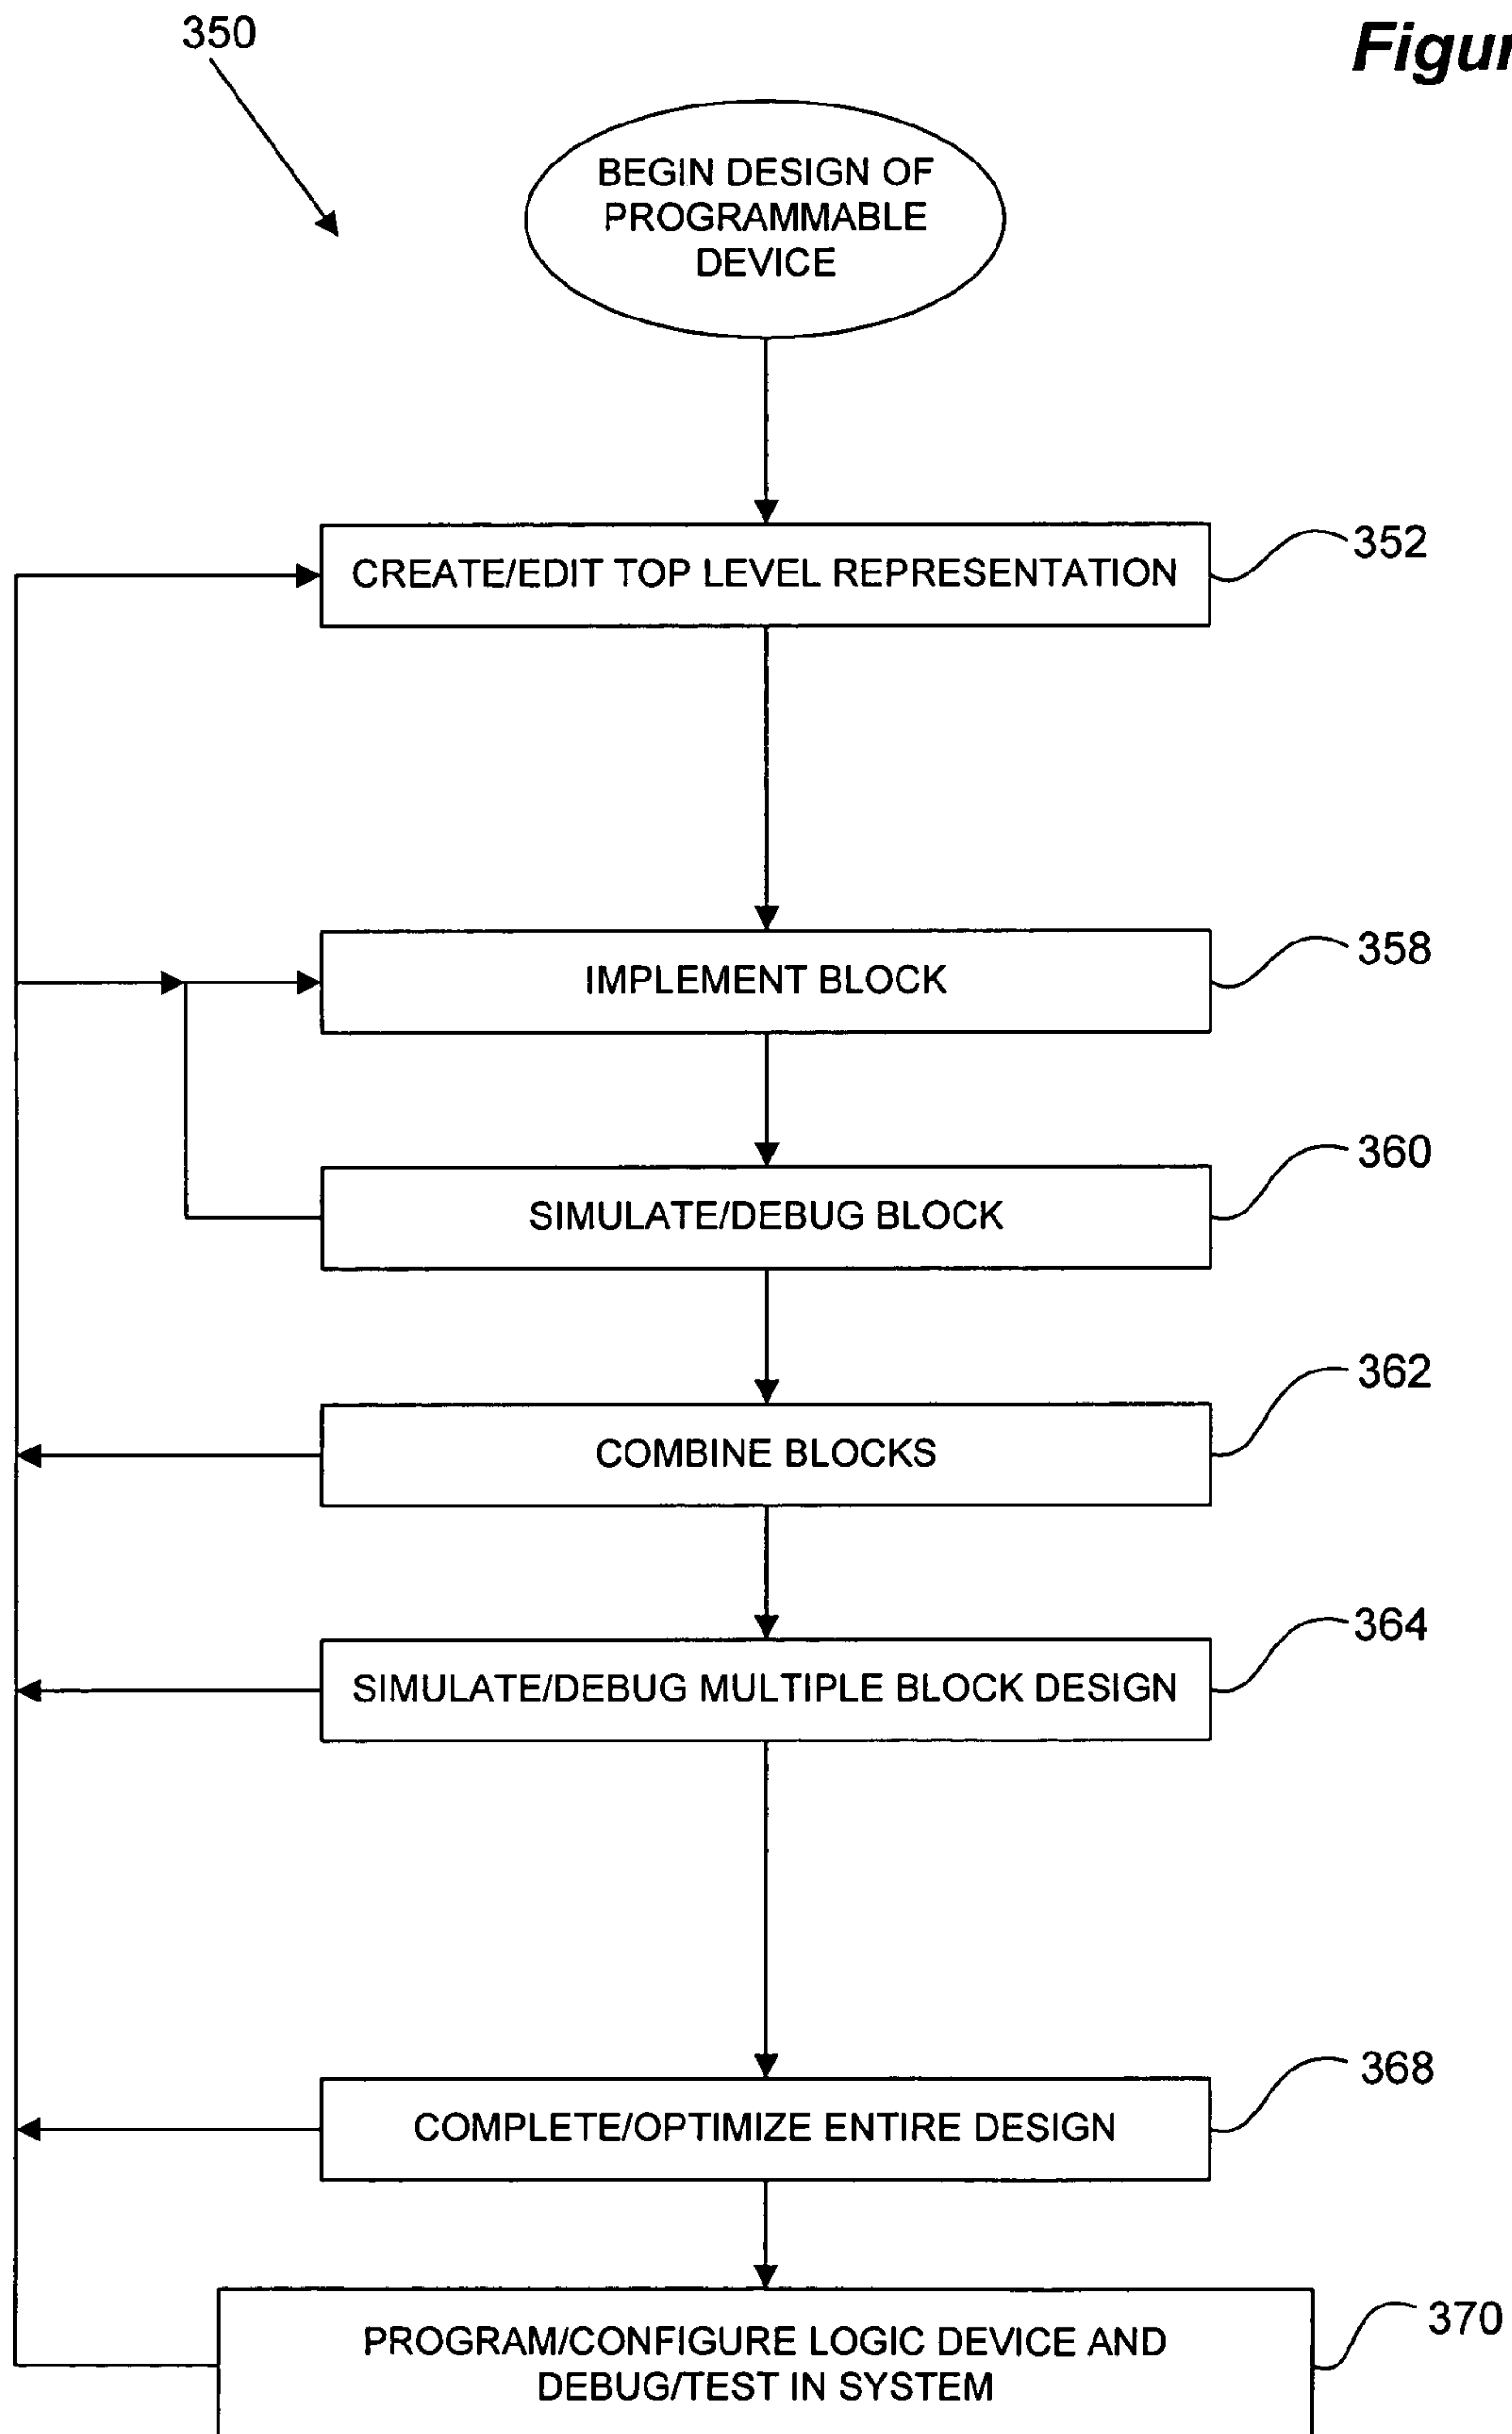 350
Figur
BEGIN DESIGN OF
PROGRAMMABLE
DEVICE
CREATE/EDIT TOP LEVEL REPRESENTATION
352
IMPLEMENT BLOCK
358
SIMULATE/DEBUG BLOCK
360
COMBINE BLOCKS
362
SIMULATE/DEBUG MULTIPLE BLOCK DESIGN
364
COMPLETE/OPTIMIZE ENTIRE DESIGN
368
PROGRAM/CONFIGURE LOGIC DEVICE AND
DEBUG/TEST IN SYSTEM
370